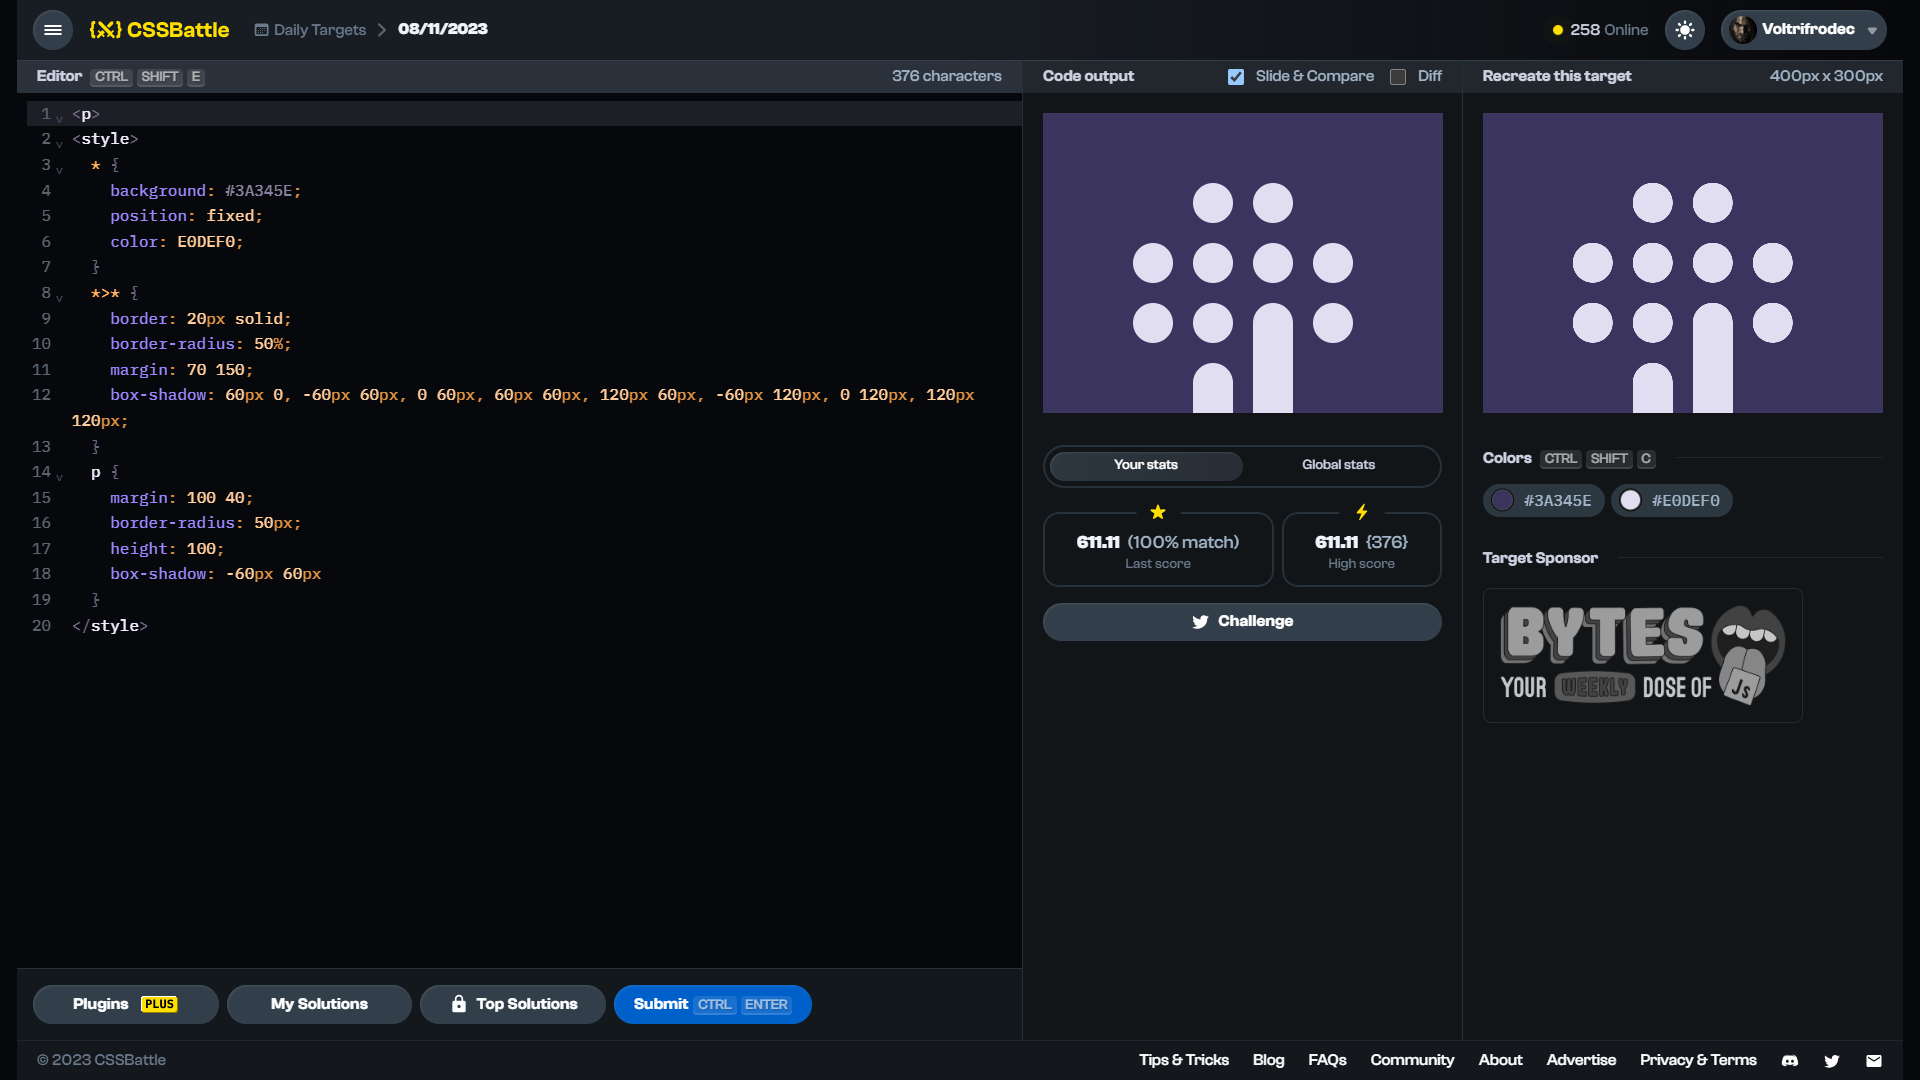 {X} CSSBattle Daily Targets 08/11/2023 258 Online Voltrifrodec
Editor CTRL SHIFT E 376 characters
1 <p>
2 <style>
3 * {
4 background: #3A345E;
5 position: fixed;
6 color: E0DEF0;
7 }
8 *>* {
9 border: 20px solid;
10 border-radius: 50%;
11 margin: 70 150;
12 box-shadow: 60px 0, -60px 60px, 0 60px, 60px 60px, 120px 60px, -60px 120px, 0 120px, 120px
120px;
13 }
14 p {
15 margin: 100 40;
16 border-radius: 50px;
17 height: 100;
18 box-shadow: -60px 60px
19 }
20 </style>
Plugins PLUS My Solutions Top Solutions Submit CTRL ENTER
Code output Slide & Compare Diff
Your stats Global stats
611.11 (100% match)
Last score
611.11 {376}
High score
Challenge
Recreate this target 400px x 300px
Colors CTRL SHIFT C
#3A345E #E0DEF0
Target Sponsor
BYTES
YOUR WEEKLY DOSE OF JS
© 2023 CSSBattle Tips & Tricks Blog FAQs Community About Advertise Privacy & Terms